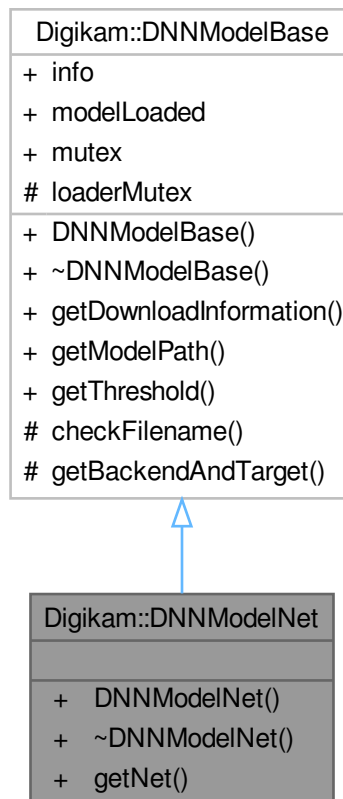 Digikam::DNNModelBase
+ info
+ modelLoaded
+ mutex
# loaderMutex
+ DNNModelBase()
+ ~DNNModelBase()
+ getDownloadInformation()
+ getModelPath()
+ getThreshold()
# checkFilename()
# getBackendAndTarget()
Digikam::DNNModelNet
+ DNNModelNet()
+ ~DNNModelNet()
+ getNet()